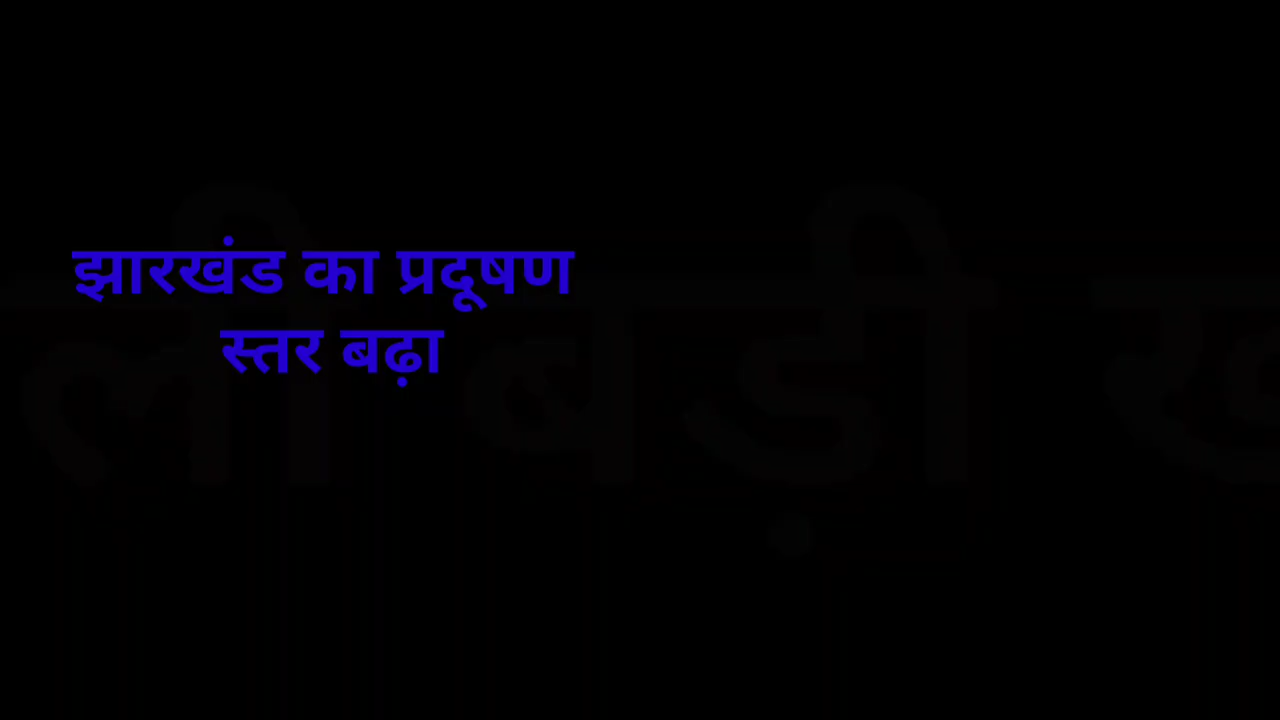 झारखंड का प्रदूषण
स्तर बढ़ा